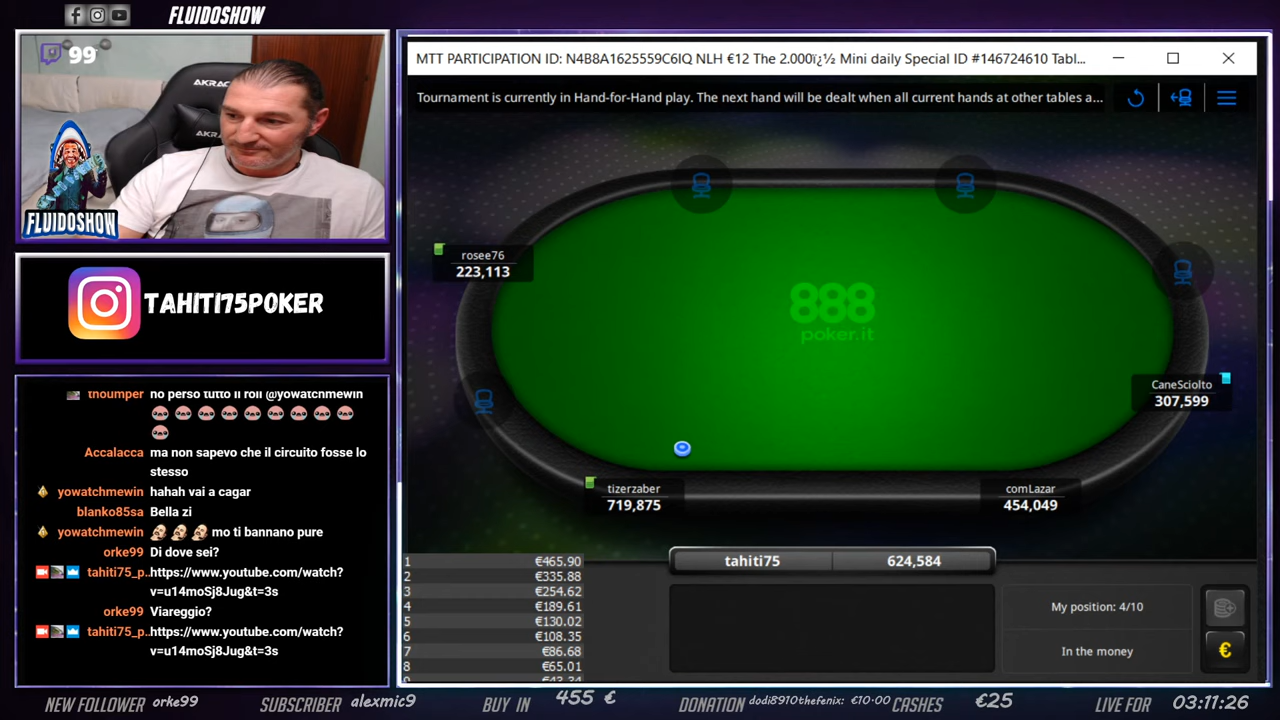 FLUIDOSHOW
99
AKRAC
AKRA
FLUIDOSHOW
TAHITI75POKER
tnoumper no perso tutto il roll @yowatchmewin
Accalacca ma non sapevo che il circuito fosse lo
stesso
yowatchmewin hahah vai a cagar
blanko85sa Bella zi
yowatchmewin mo ti bannano pure
orke99 Di dove sei?
tahiti75_p.. https://www.youtube.com/watch?
v=u14moSj8Jug&t=3s
orke99 Viareggio?
tahiti75_p.. https://www.youtube.com/watch?
v=u14moSj8Jug&t=3s
MTT PARTICIPATION ID: N4B8A1625559C6IQ NLH €12 The 2.000ï¿½ Mini daily Special ID #146724610 Tabl...
Tournament is currently in Hand-for-Hand play. The next hand will be dealt when all current hands at other tables a...
rosee76
223,113
888
poker.it
CaneSciolto
307,599
tizerzaber
719,875
comLazar
454,049
tahiti75 624,584
1 €465.90
2 €335.88
3 €254.62
4 €189.61
5 €130.02
6 €108.35
7 €86.68
8 €65.01
9 €43.34
My position: 4/10
In the money
€
NEW FOLLOWER orke99 SUBSCRIBER alexmic9 BUY IN 455 € DONATION dodi8910thefenix: €10.00 CASHES €25 LIVE FOR 03:11:26